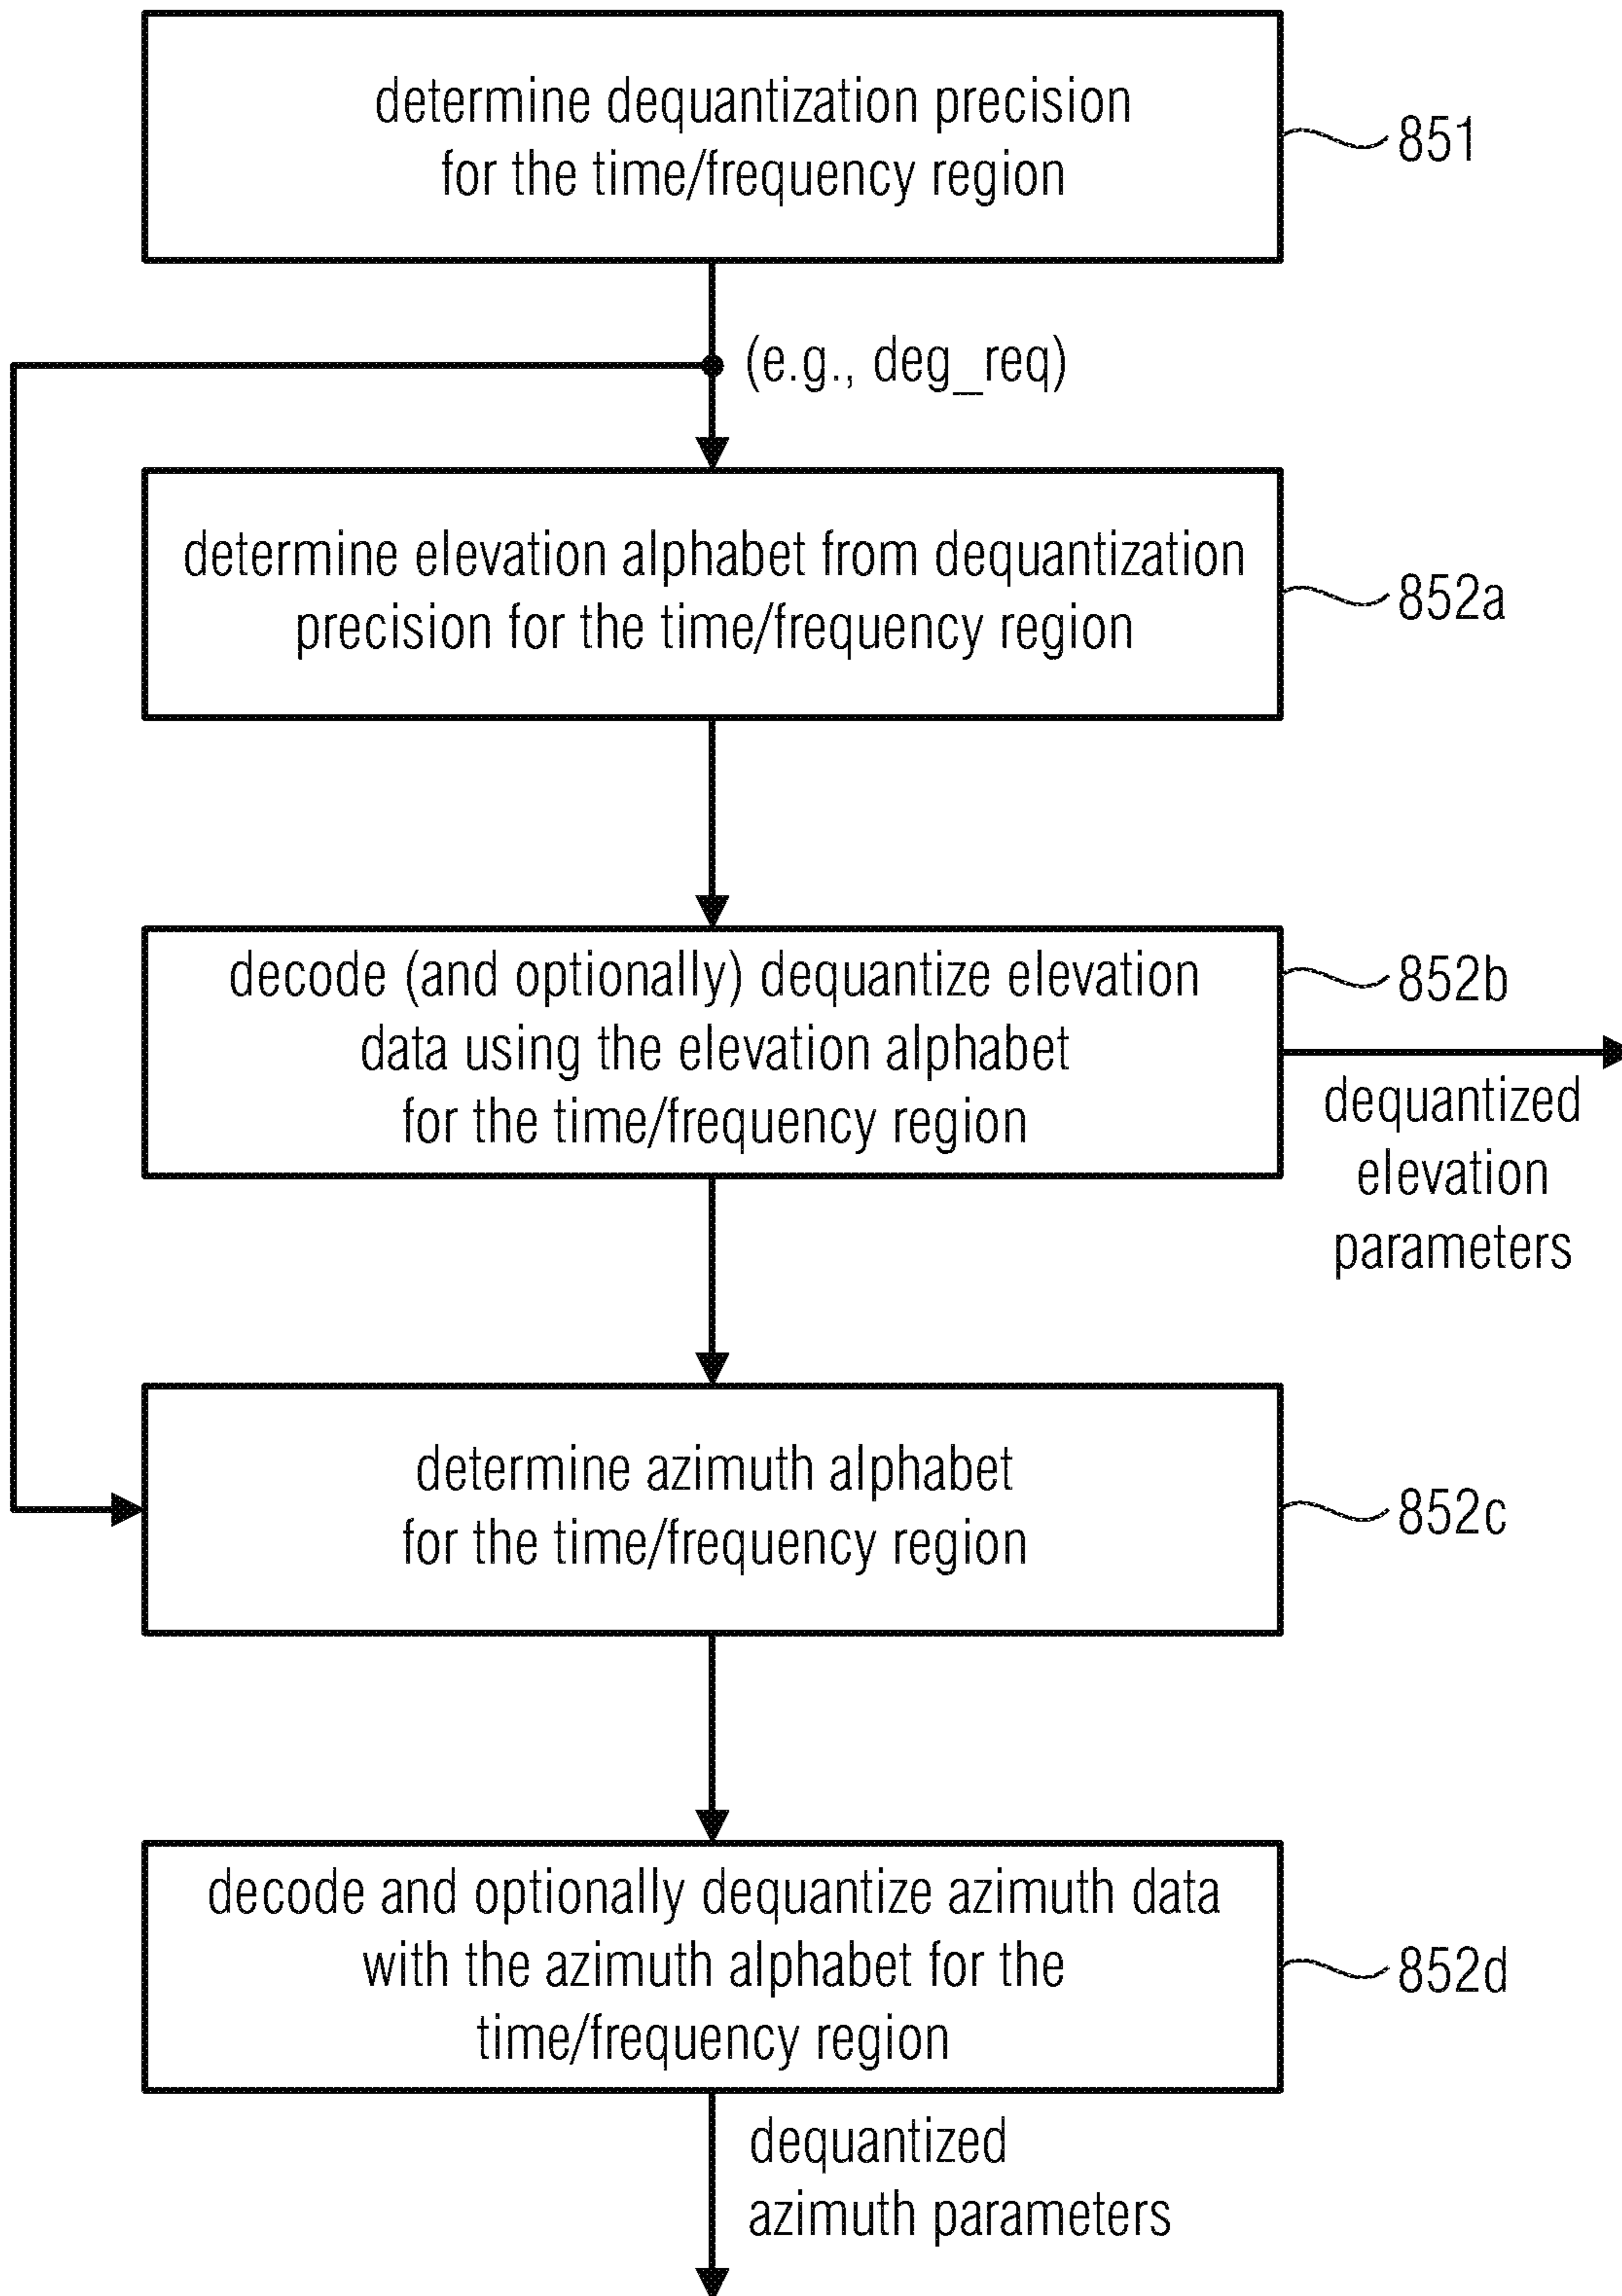 determine dequantization precision
for the time/frequency region
851
(e.g., deg_req)
determine elevation alphabet from dequantization
precision for the time/frequency region
852a
decode (and optionally) dequantize elevation
data using the elevation alphabet
for the time/frequency region
852b
dequantized
elevation
parameters
determine azimuth alphabet
for the time/frequency region
852c
decode and optionally dequantize azimuth data
with the azimuth alphabet for the
time/frequency region
852d
dequantized
azimuth parameters